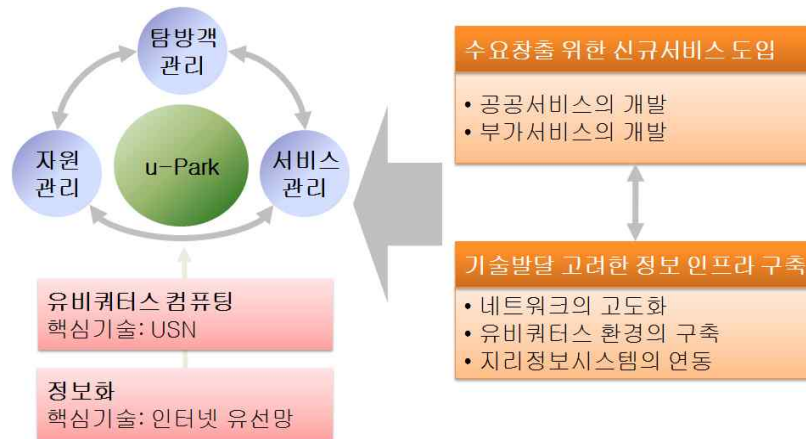 탐방객
관리
자원
관리
u-Park
서비스
관리
유비쿼터스 컴퓨팅
핵심기술: USN
정보화
핵심기술: 인터넷 유선망
수요창출 위한 신규서비스 도입
• 공공서비스의 개발
• 부가서비스의 개발
기술발달 고려한 정보 인프라 구축
• 네트워크의 고도화
• 유비쿼터스 환경의 구축
• 지리정보시스템의 연동